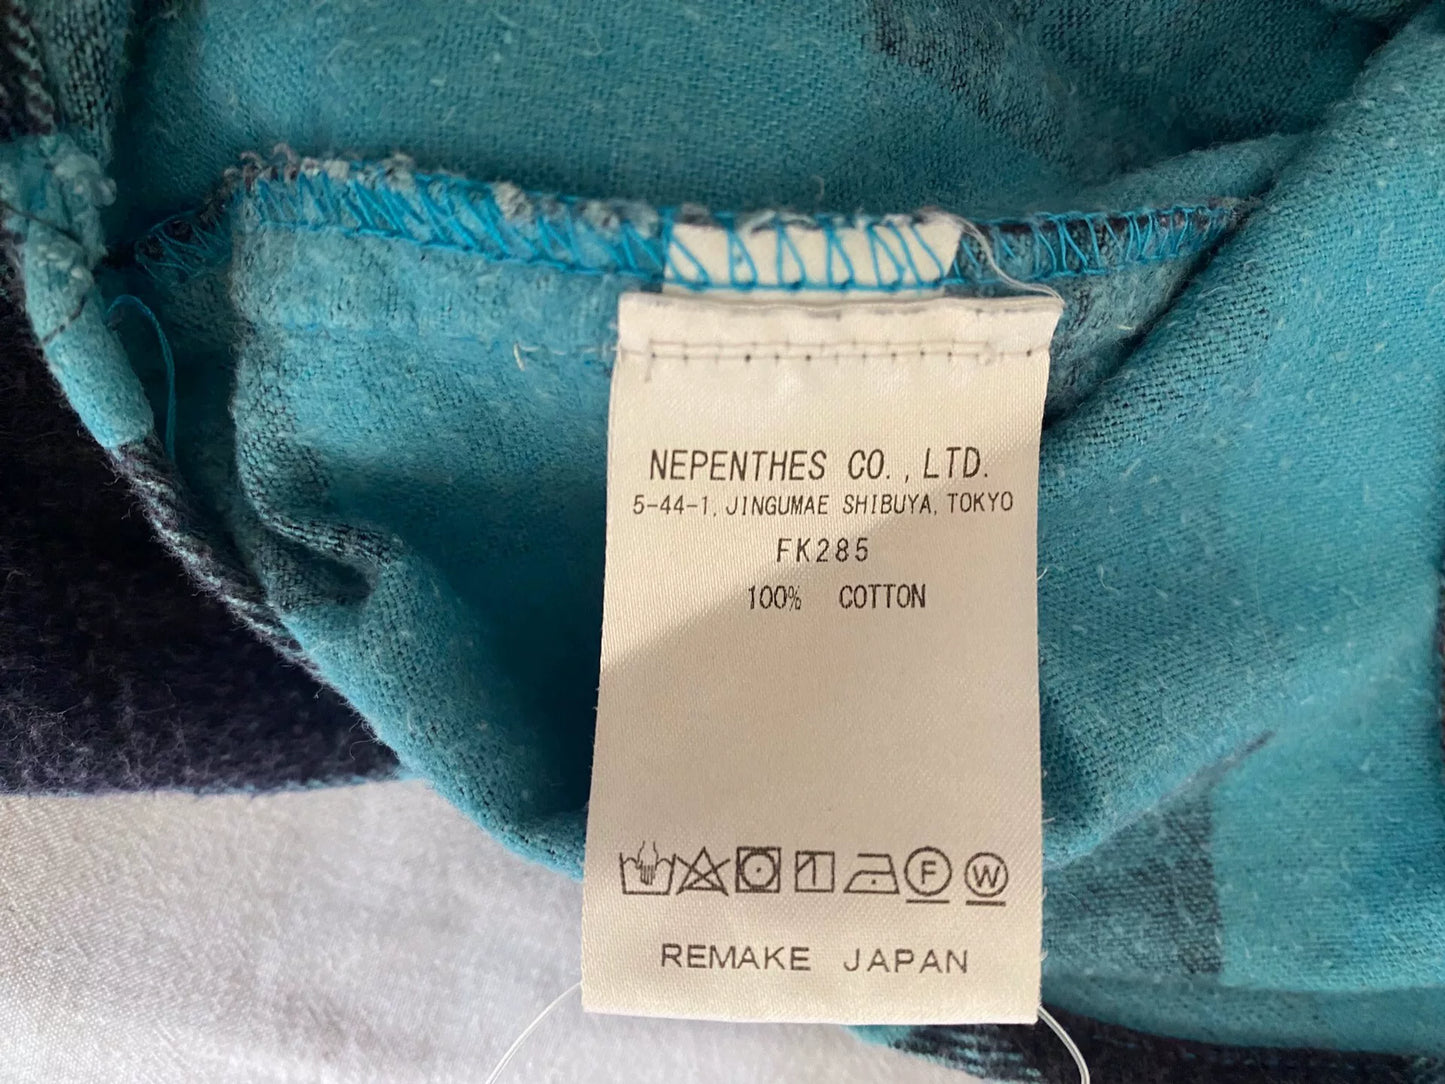 NEPENTHES CO., LTD.
5-44-1, JINGUMAE SHIBUYA, TOKYO
FK285
100% COTTON
F W
REMAKE JAPAN